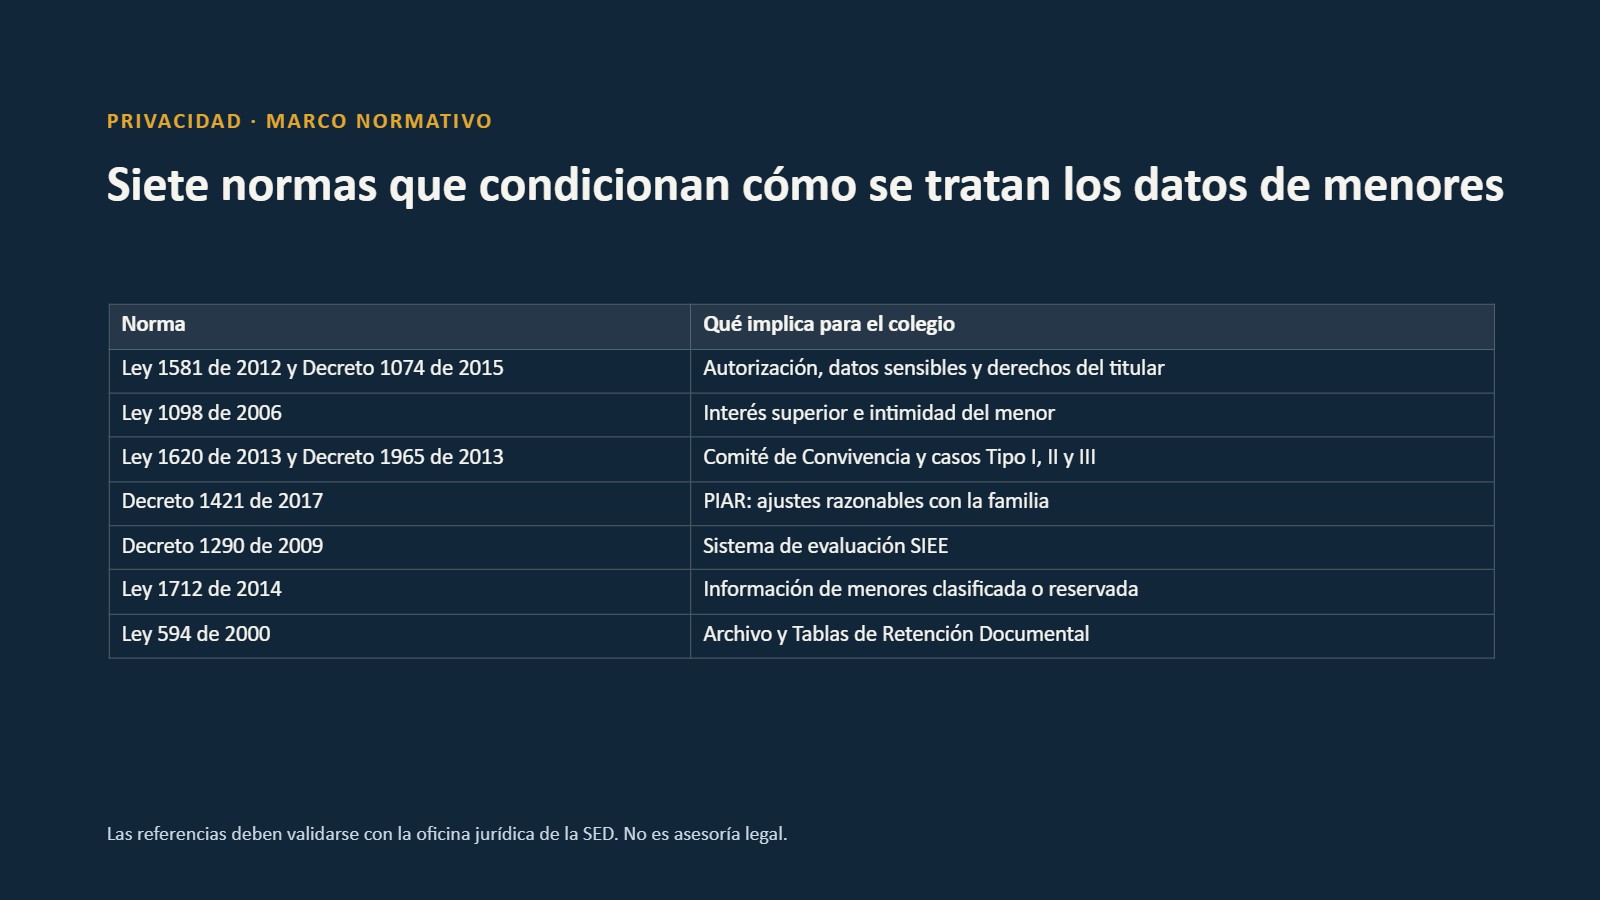 PRIVACIDAD · MARCO NORMATIVO
Siete normas que condicionan cómo se tratan los datos de menores
Norma
Qué implica para el colegio
Ley 1581 de 2012 y Decreto 1074 de 2015
Autorización, datos sensibles y derechos del titular
Ley 1098 de 2006
Interés superior e intimidad del menor
Ley 1620 de 2013 y Decreto 1965 de 2013
Comité de Convivencia y casos Tipo I, II y III
Decreto 1421 de 2017
PIAR: ajustes razonables con la familia
Decreto 1290 de 2009
Sistema de evaluación SIEE
Ley 1712 de 2014
Información de menores clasificada o reservada
Ley 594 de 2000
Archivo y Tablas de Retención Documental
Las referencias deben validarse con la oficina jurídica de la SED. No es asesoría legal.